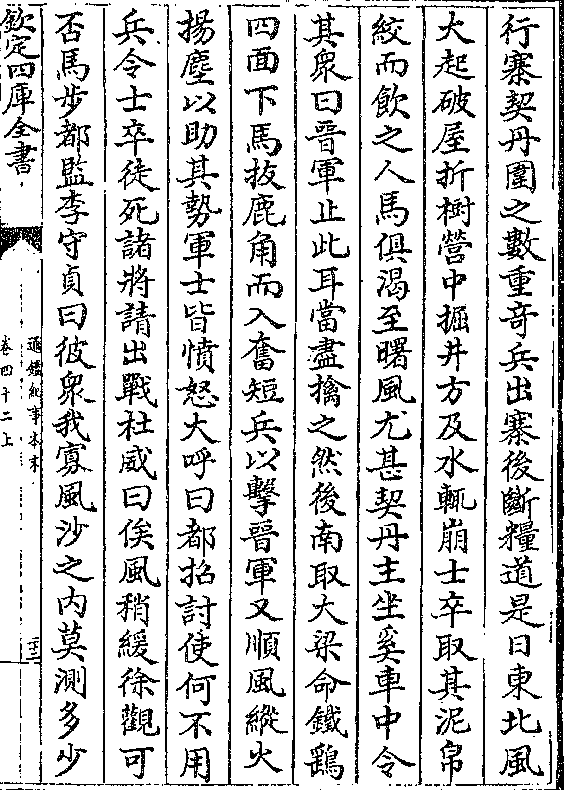 行寨契丹圍之數重奇兵出寨後斷糧道是日東北風
大起破屋折樹營中掘井方及水輒崩士卒取其泥帛
絞而飲之人馬俱渴至曙風尤甚契丹主坐奚車中令
其衆曰晉軍止此耳當盡擒之然後南取大梁命鐵鷂
四面下馬拔鹿角而入奮短兵以擊晉軍又順風縱火
揚塵以助其勢軍士皆憤怒大呼曰都招討使何不用
兵令士卒徒死諸將請出戰杜威曰俟風稍緩徐觀可
否馬步都監李守貞曰彼衆我寡風沙之内莫測多少
欽定四庫全書
通鑑紀事本末
卷四十二上